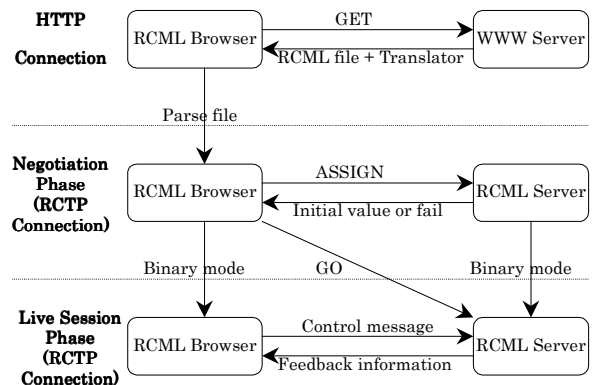 HTTP
Connection
RCML Browser
GET
RCML file + Translator
WWW Server
Parse file
Negotiation
Phase
(RCTP
Connection)
RCML Browser
ASSIGN
Initial value or fail
RCML Server
Binary mode
GO
Binary mode
Live Session
Phase
(RCTP
Connection)
RCML Browser
Control message
Feedback information
RCML Server